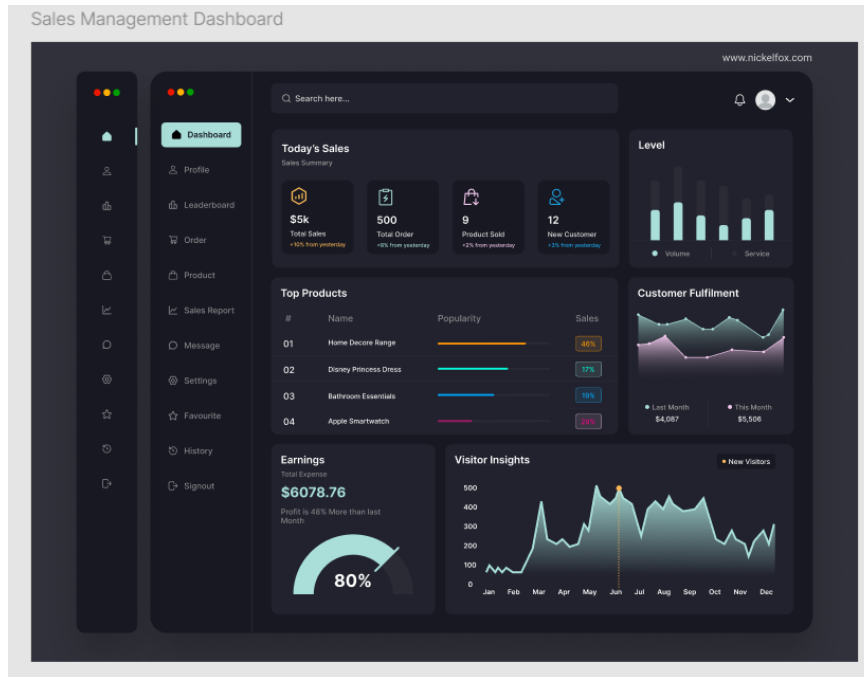 Sales Management Dashboard
www.nickelfox.com
Search here...
Dashboard
Profile
Leaderboard
Order
Product
Sales Report
Message
Settings
Favourite
History
Signout
Today's Sales
Sales Summary
$5k
Total Sales
+10% from yesterday
500
Total Order
+8% from yesterday
9
Product Sold
+2% from yesterday
12
New Customer
+3% from yesterday
Level
Volume
Service
Top Products
# Name Popularity Sales
01 Home Decore Range 46%
02 Disney Princess Dress 17%
03 Bathroom Essentials 19%
04 Apple Smartwatch 29%
Customer Fulfilment
Last Month
$4,087
This Month
$5,506
Earnings
Total Expense
$6078.76
Profit is 48% More than last
Month
80%
Visitor Insights
New Visitors
500
400
300
200
100
0
Jan Feb Mar Apr May Jun Jul Aug Sep Oct Nov Dec